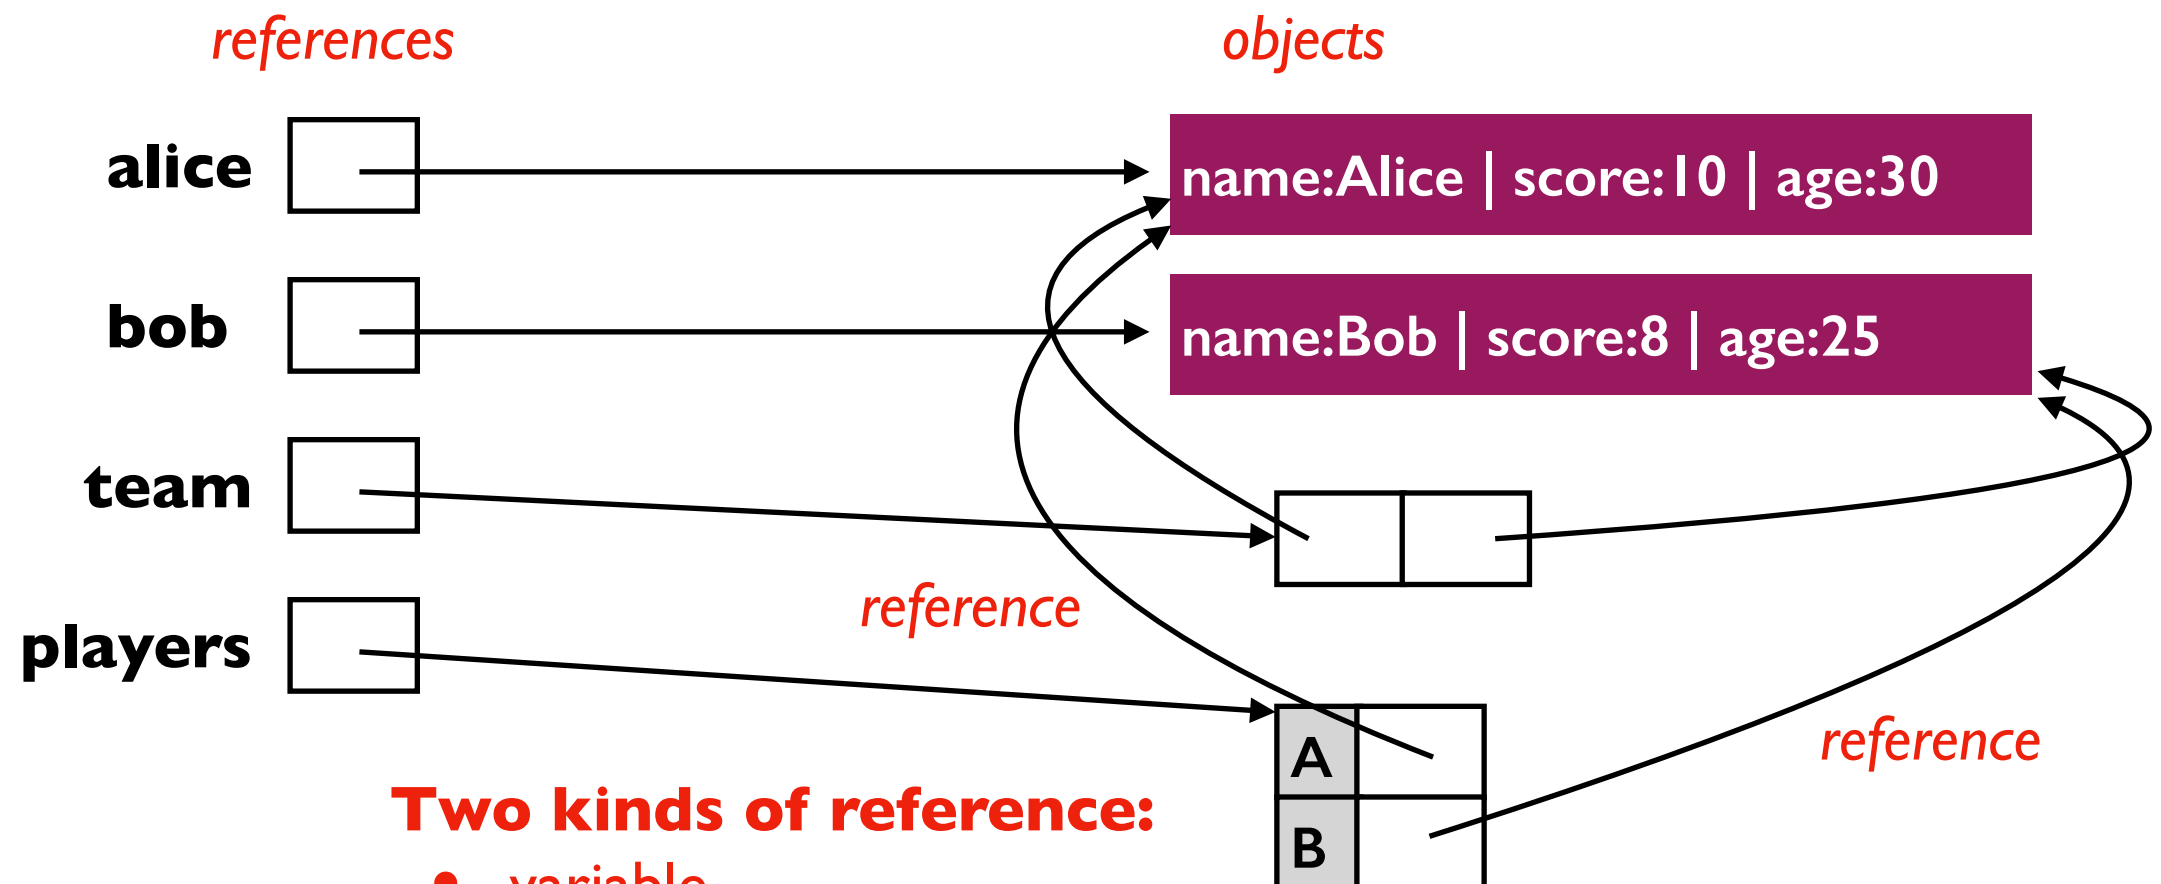 references
objects
alice
name:Alice | score:10 | age:30
bob
name:Bob | score:8 | age:25
team
reference
players
reference
A
Two kinds of reference:
B
• variable